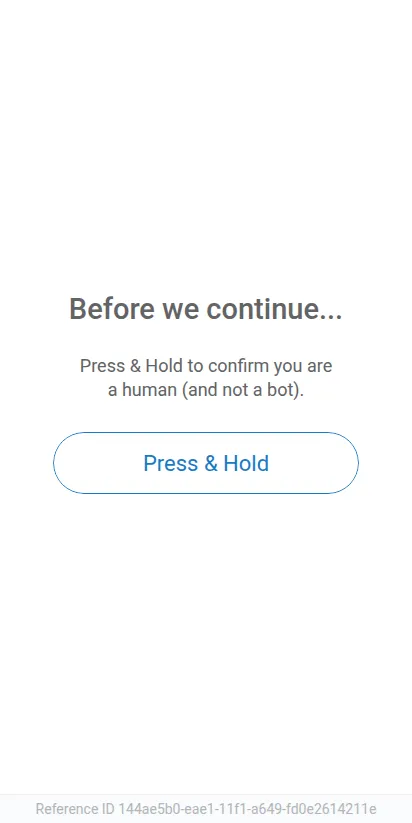 Before we continue...
Press & Hold to confirm you are
a human (and not a bot).
Press & Hold
Reference ID 144ae5b0-eae1-11f1-a649-fd0e2614211e